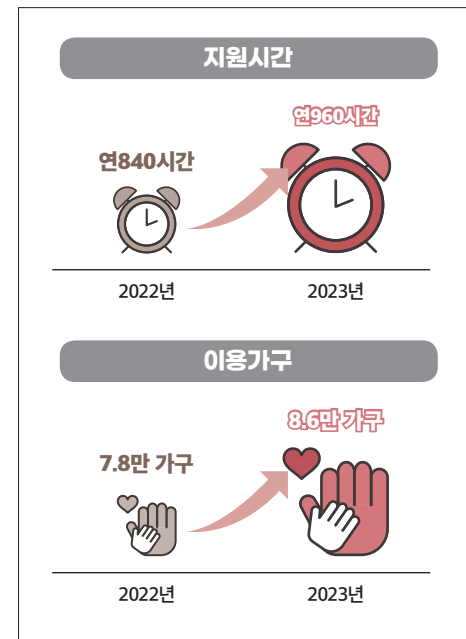 지원시간
연960시간
연840시간
2022년 2023년
이용가구
8.6만 가구
7.8만 가구
2022년 2023년